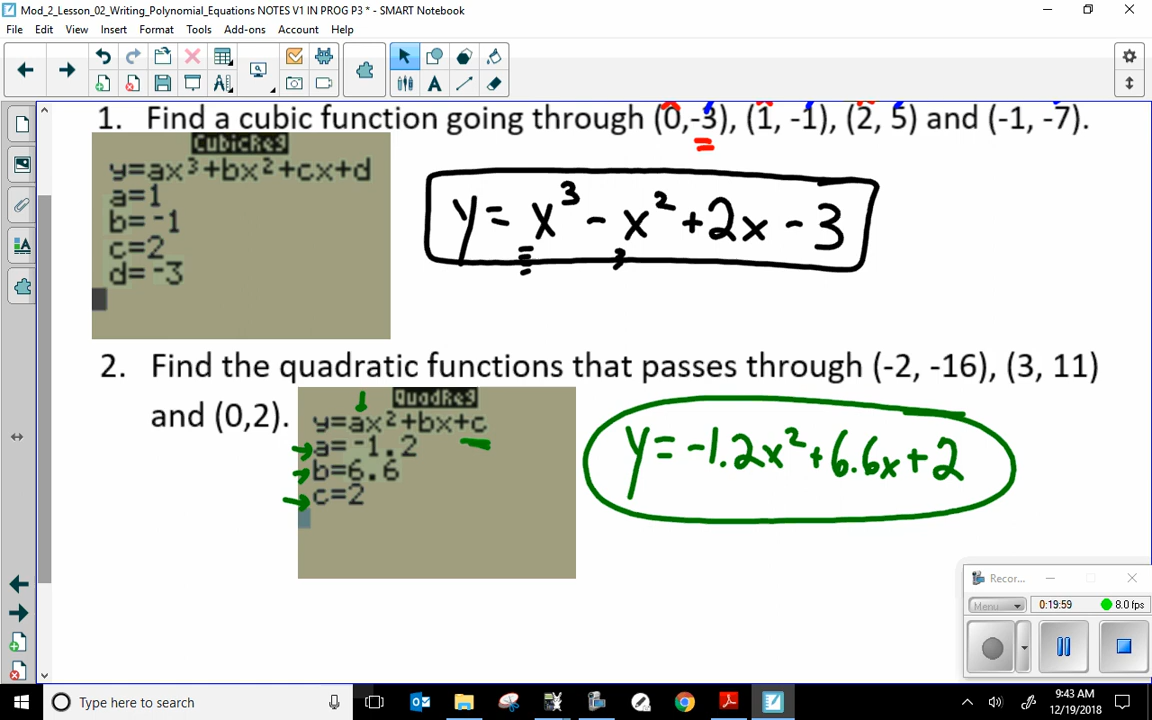 Mod_2_Lesson_02_Writing_Polynomial_Equations NOTES V1 IN PROG P3 * - SMART Notebook
File Edit View Insert Format Tools Add-ons Account Help
1. Find a cubic function going through (0,-3), (1, -1), (2, 5) and (-1, -7).
CubicReg
y=ax³+bx²+cx+d
a=1
b=-1
c=2
d=-3
y = x³ - x² + 2x - 3
2. Find the quadratic functions that passes through (-2, -16), (3, 11)
and (0,2).
QuadReg
y=ax²+bx+c
a=-1.2
b=6.6
c=2
y = -1.2x² + 6.6x + 2
Recor...
Menu
0:19:59
8.0 fps
Type here to search
9:43 AM
12/19/2018